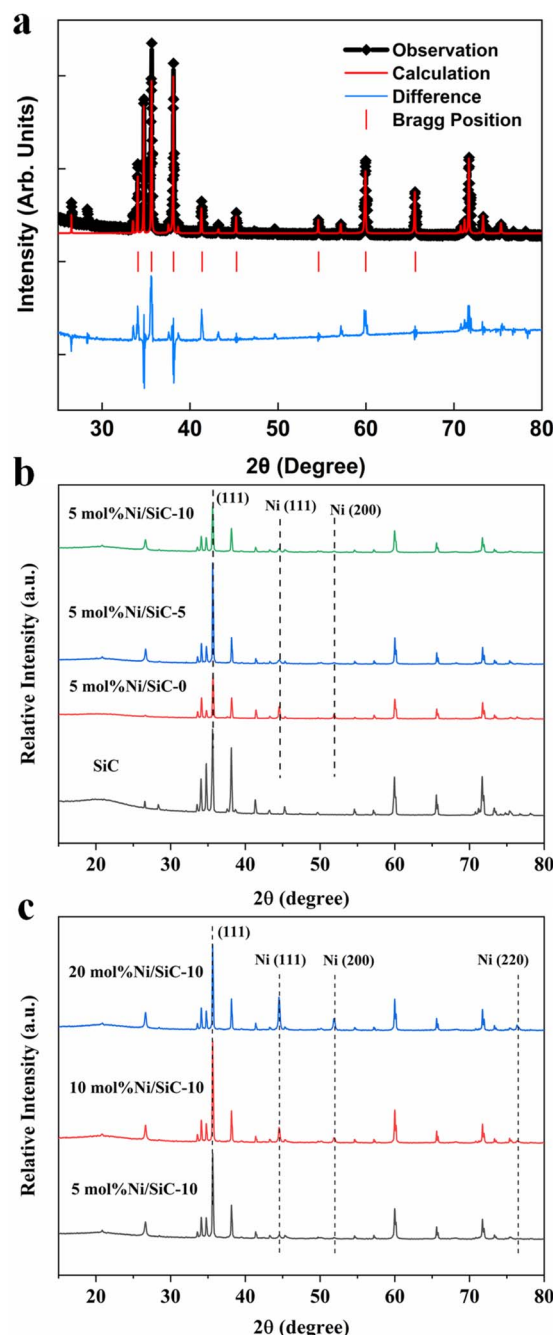 a
Observation
Calculation
Difference
Bragg Position
Intensity (Arb. Units)
30 40 50 60 70 80
2θ (Degree)
b
(111)
Ni (111)
Ni (200)
5 mol%Ni/SiC-10
5 mol%Ni/SiC-5
5 mol%Ni/SiC-0
SiC
Relative Intensity (a.u.)
20 30 40 50 60 70 80
2θ (degree)
c
(111)
Ni (111)
Ni (200)
Ni (220)
20 mol%Ni/SiC-10
10 mol%Ni/SiC-10
5 mol%Ni/SiC-10
Relative Intensity (a.u.)
20 30 40 50 60 70 80
2θ (degree)